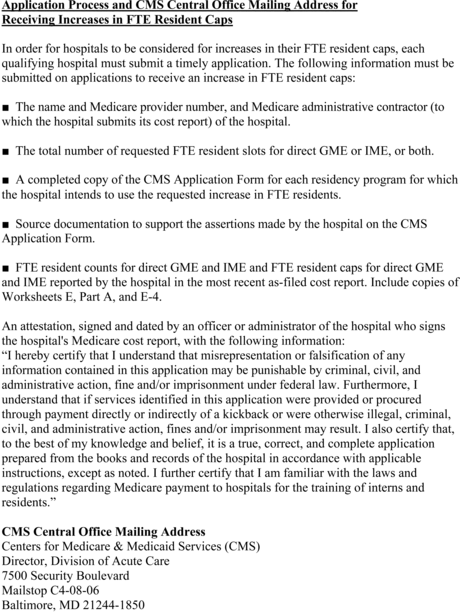 Application Process and CMS Central Office Mailing Address for
Receiving Increases in FTE Resident Caps
In order for hospitals to be considered for increases in their FTE resident caps, each
qualifying hospital must submit a timely application. The following information must be
submitted on applications to receive an increase in FTE resident caps:
■ The name and Medicare provider number, and Medicare administrative contractor (to
which the hospital submits its cost report) of the hospital.
■ The total number of requested FTE resident slots for direct GME or IME, or both.
■ A completed copy of the CMS Application Form for each residency program for which
the hospital intends to use the requested increase in FTE residents.
■ Source documentation to support the assertions made by the hospital on the CMS
Application Form.
■ FTE resident counts for direct GME and IME and FTE resident caps for direct GME
and IME reported by the hospital in the most recent as-filed cost report. Include copies of
Worksheets E, Part A, and E-4.
An attestation, signed and dated by an officer or administrator of the hospital who signs
the hospital's Medicare cost report, with the following information:
“I hereby certify that I understand that misrepresentation or falsification of any
information contained in this application may be punishable by criminal, civil, and
administrative action, fine and/or imprisonment under federal law. Furthermore, I
understand that if services identified in this application were provided or procured
through payment directly or indirectly of a kickback or were otherwise illegal, criminal,
civil, and administrative action, fines and/or imprisonment may result. I also certify that,
to the best of my knowledge and belief, it is a true, correct, and complete application
prepared from the books and records of the hospital in accordance with applicable
instructions, except as noted. I further certify that I am familiar with the laws and
regulations regarding Medicare payment to hospitals for the training of interns and
residents.”
CMS Central Office Mailing Address
Centers for Medicare & Medicaid Services (CMS)
Director, Division of Acute Care
7500 Security Boulevard
Mailstop C4-08-06
Baltimore, MD 21244-1850